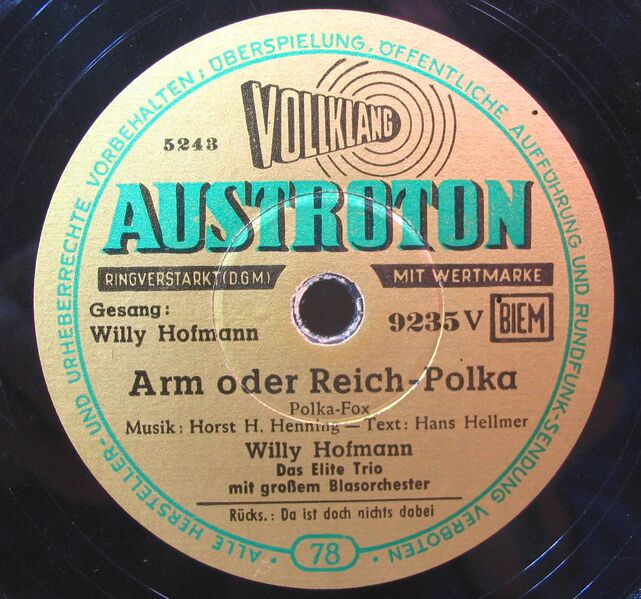 ALLE HERSTELLER- UND URHEBERRECHTE VORBEHALTEN; ÜBERSPIELUNG, ÖFFENTLICHE AUFFÜHRUNG UND RUNDFUNK-SENDUNG VERBOTEN
VOLLKLANG
5243
AUSTROTON
RINGVERSTÄRKT (D.G.M.) MIT WERTMARKE
Gesang:
Willy Hofmann
9235 V BIEM
Arm oder Reich-Polka
Polka-Fox
Musik: Horst H. Henning — Text: Hans Hellmer
Willy Hofmann
Das Elite Trio
mit großem Blasorchester
Rücks.: Da ist doch nichts dabei
78